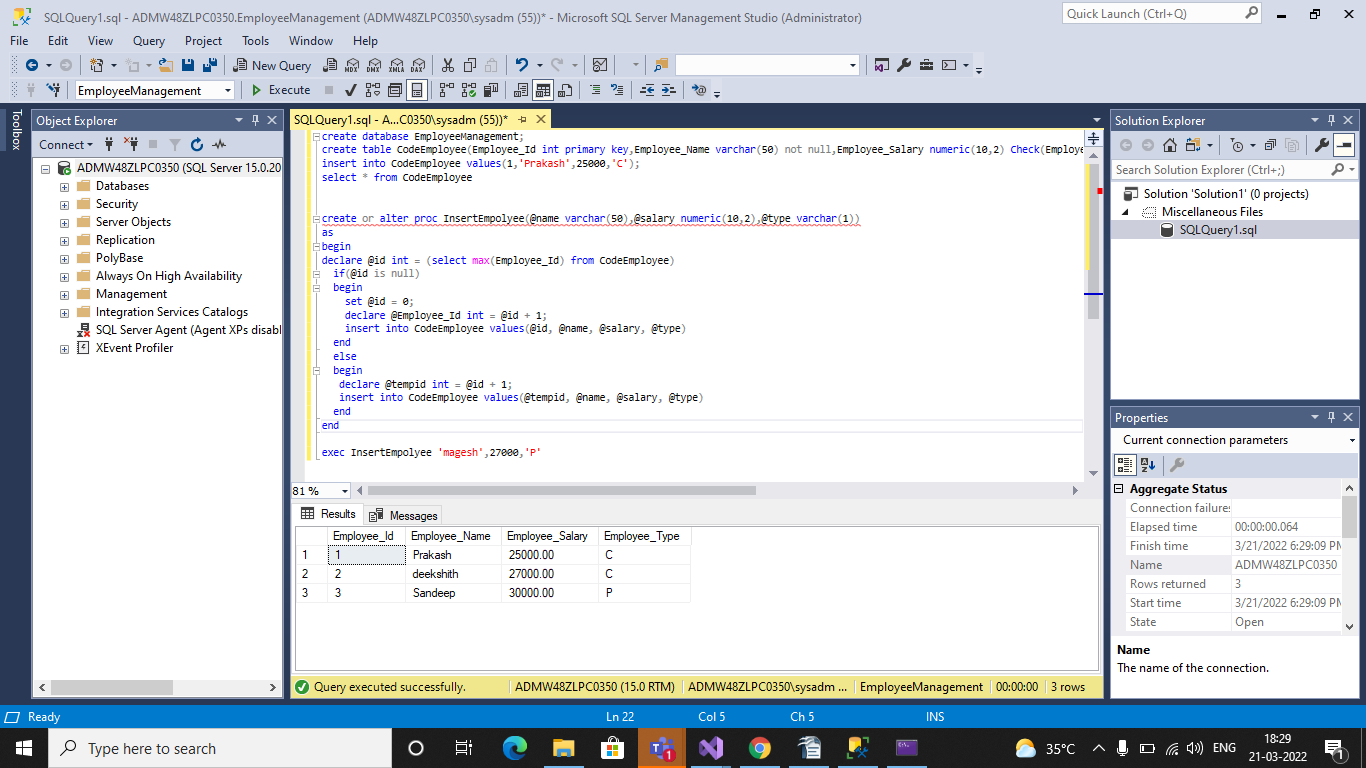 SQLQuery1.sql - ADMW48ZLPC0350.EmployeeManagement (ADMW48ZLPC0350\sysadm (55))* - Microsoft SQL Server Management Studio (Administrator)
Quick Launch (Ctrl+Q)
File Edit View Query Project Tools Window Help
New Query
MDX DMX XMLA DAX
EmployeeManagement
Execute
Toolbox
Object Explorer
Connect
ADMW48ZLPC0350 (SQL Server 15.0.20
Databases
Security
Server Objects
Replication
PolyBase
Always On High Availability
Management
Integration Services Catalogs
SQL Server Agent (Agent XPs disabl
XEvent Profiler
SQLQuery1.sql - A...C0350\sysadm (55))*
create database EmployeeManagement;
create table CodeEmployee(Employee_Id int primary key,Employee_Name varchar(50) not null,Employee_Salary numeric(10,2) Check(Employe
insert into CodeEmployee values(1,'Prakash',25000,'C');
select * from CodeEmployee
create or alter proc InsertEmpolyee(@name varchar(50),@salary numeric(10,2),@type varchar(1))
as
begin
declare @id int = (select max(Employee_Id) from CodeEmployee)
if(@id is null)
begin
set @id = 0;
declare @Employee_Id int = @id + 1;
insert into CodeEmployee values(@id, @name, @salary, @type)
end
else
begin
declare @tempid int = @id + 1;
insert into CodeEmployee values(@tempid, @name, @salary, @type)
end
end
exec InsertEmpolyee 'magesh',27000,'P'
81 %
Results Messages
Employee_Id Employee_Name Employee_Salary Employee_Type
1 1 Prakash 25000.00 C
2 2 deekshith 27000.00 C
3 3 Sandeep 30000.00 P
Query executed successfully. ADMW48ZLPC0350 (15.0 RTM) ADMW48ZLPC0350\sysadm ... EmployeeManagement 00:00:00 3 rows
Solution Explorer
Search Solution Explorer (Ctrl+;)
Solution 'Solution1' (0 projects)
Miscellaneous Files
SQLQuery1.sql
Properties
Current connection parameters
Aggregate Status
Connection failures
Elapsed time 00:00:00.064
Finish time 3/21/2022 6:29:09 PM
Name ADMW48ZLPC0350
Rows returned 3
Start time 3/21/2022 6:29:09 PM
State Open
Name
The name of the connection.
Ready Ln 22 Col 5 Ch 5 INS
Type here to search
1
35°C
ENG
18:29
21-03-2022
1